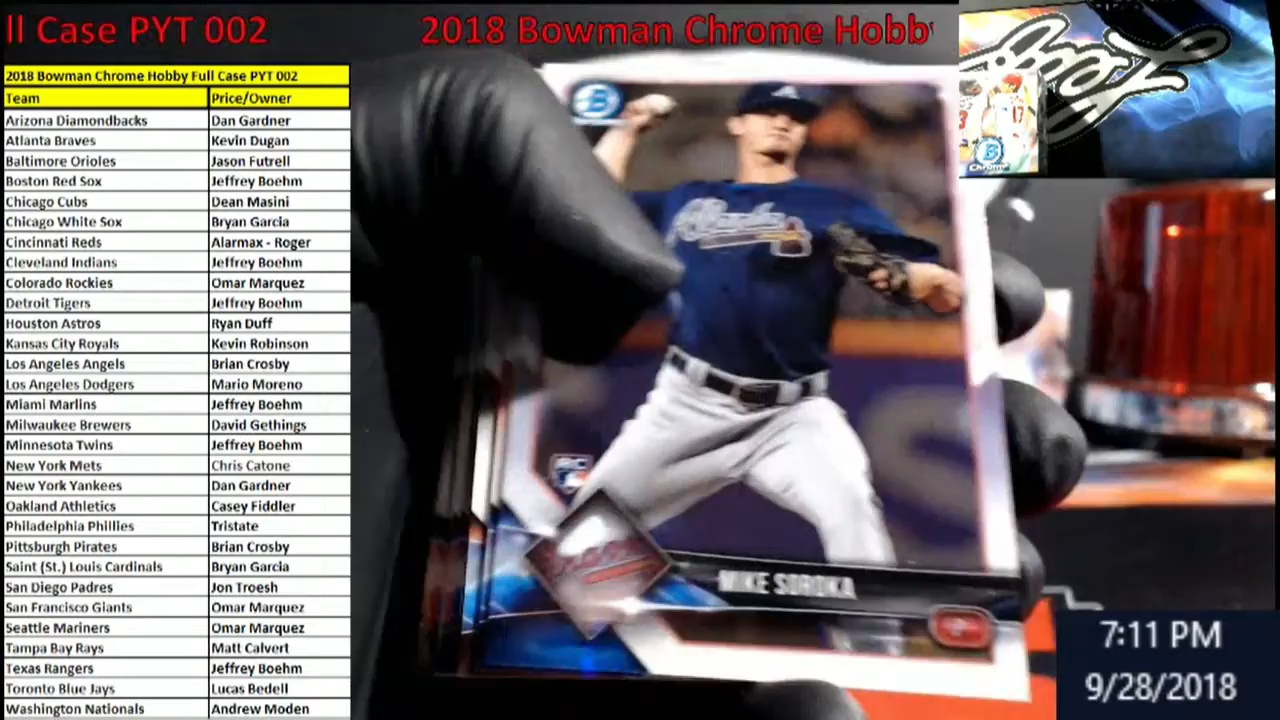 ll Case PYT 002
2018 Bowman Chrome Hobby
2018 Bowman Chrome Hobby Full Case PYT 002
Team Price/Owner
Arizona Diamondbacks Dan Gardner
Atlanta Braves Kevin Dugan
Baltimore Orioles Jason Futrell
Boston Red Sox Jeffrey Boehm
Chicago Cubs Dean Masini
Chicago White Sox Bryan Garcia
Cincinnati Reds Alarmax - Roger
Cleveland Indians Jeffrey Boehm
Colorado Rockies Omar Marquez
Detroit Tigers Jeffrey Boehm
Houston Astros Ryan Duff
Kansas City Royals Kevin Robinson
Los Angeles Angels Brian Crosby
Los Angeles Dodgers Mario Moreno
Miami Marlins Jeffrey Boehm
Milwaukee Brewers David Gethings
Minnesota Twins Jeffrey Boehm
New York Mets Chris Catone
New York Yankees Dan Gardner
Oakland Athletics Casey Fiddler
Philadelphia Phillies Tristate
Pittsburgh Pirates Brian Crosby
Saint (St.) Louis Cardinals Bryan Garcia
San Diego Padres Jon Troesh
San Francisco Giants Omar Marquez
Seattle Mariners Omar Marquez
Tampa Bay Rays Matt Calvert
Texas Rangers Jeffrey Boehm
Toronto Blue Jays Lucas Bedell
Washington Nationals Andrew Moden
B
Atlanta
RC
MIKE SOROKA
17
B
Chrome
7:11 PM
9/28/2018